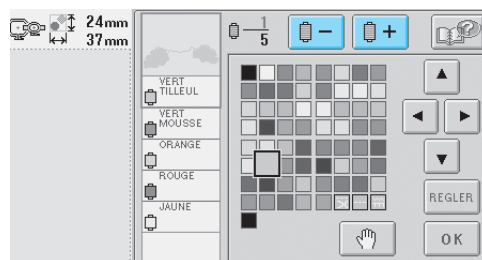 24mm
37mm
1/5
−
+
VERT
TILLEUL
VERT
MOUSSE
ORANGE
ROUGE
JAUNE
REGLER
OK